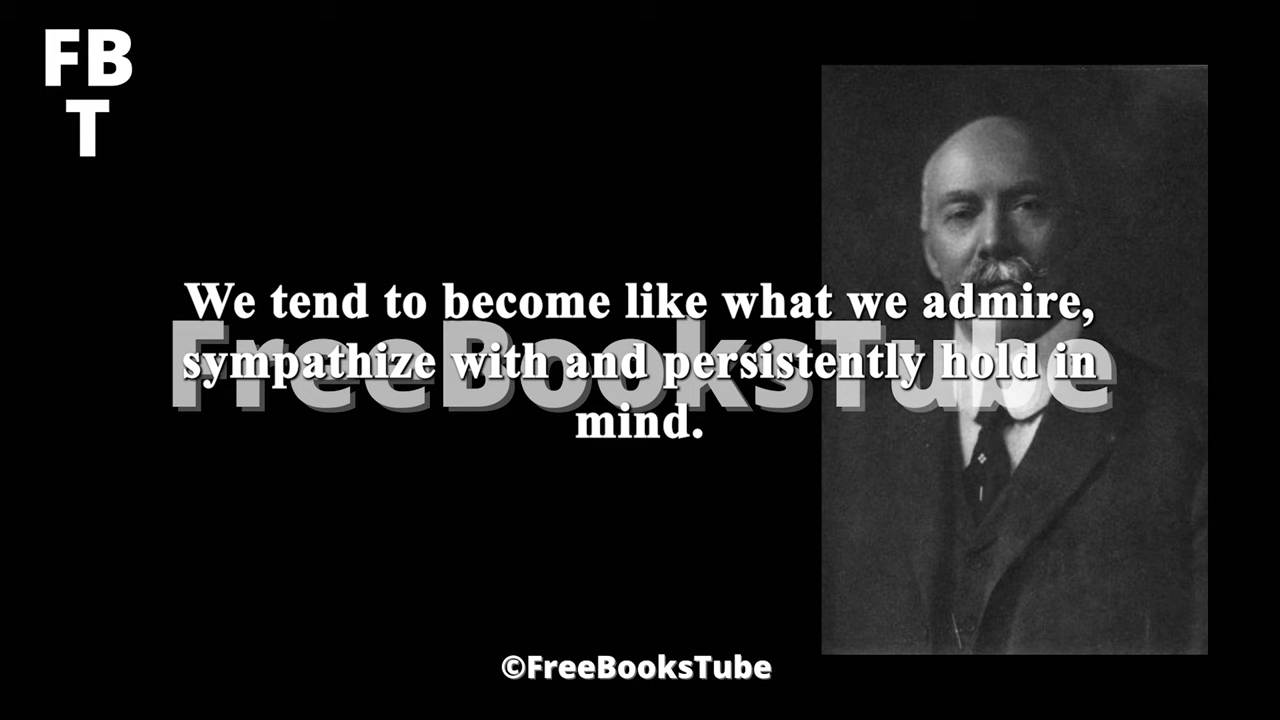 FB
T
We tend to become like what we admire,
sympathize with and persistently hold in
mind.
FreeBooksTube
©FreeBooksTube